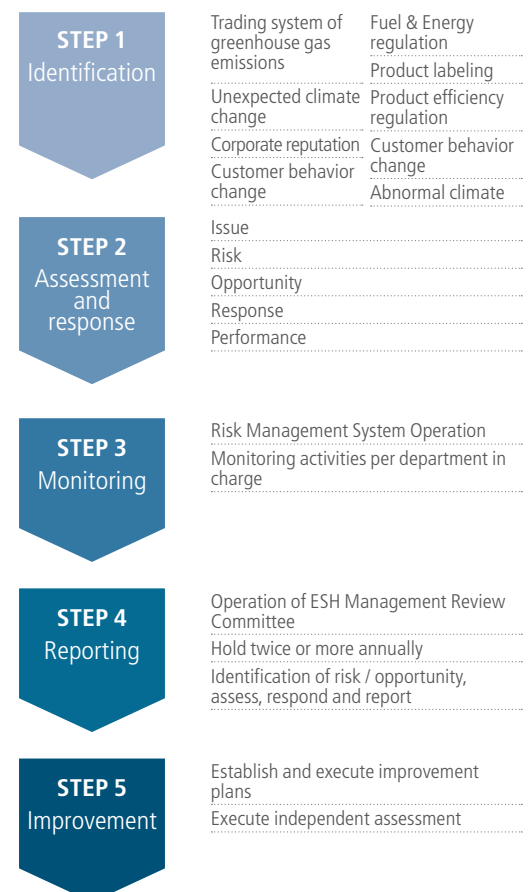 STEP 1
Identification
Trading system of
greenhouse gas
emissions
Unexpected climate
change
Corporate reputation
Customer behavior
change
Fuel & Energy
regulation
Product labeling
Product efficiency
regulation
Customer behavior
change
Abnormal climate
STEP 2
Assessment
and
response
Issue
Risk
Opportunity
Response
Performance
STEP 3
Monitoring
Risk Management System Operation
Monitoring activities per department in
charge
STEP 4
Reporting
Operation of ESH Management Review
Committee
Hold twice or more annually
Identification of risk / opportunity,
assess, respond and report
STEP 5
Improvement
Establish and execute improvement
plans
Execute independent assessment